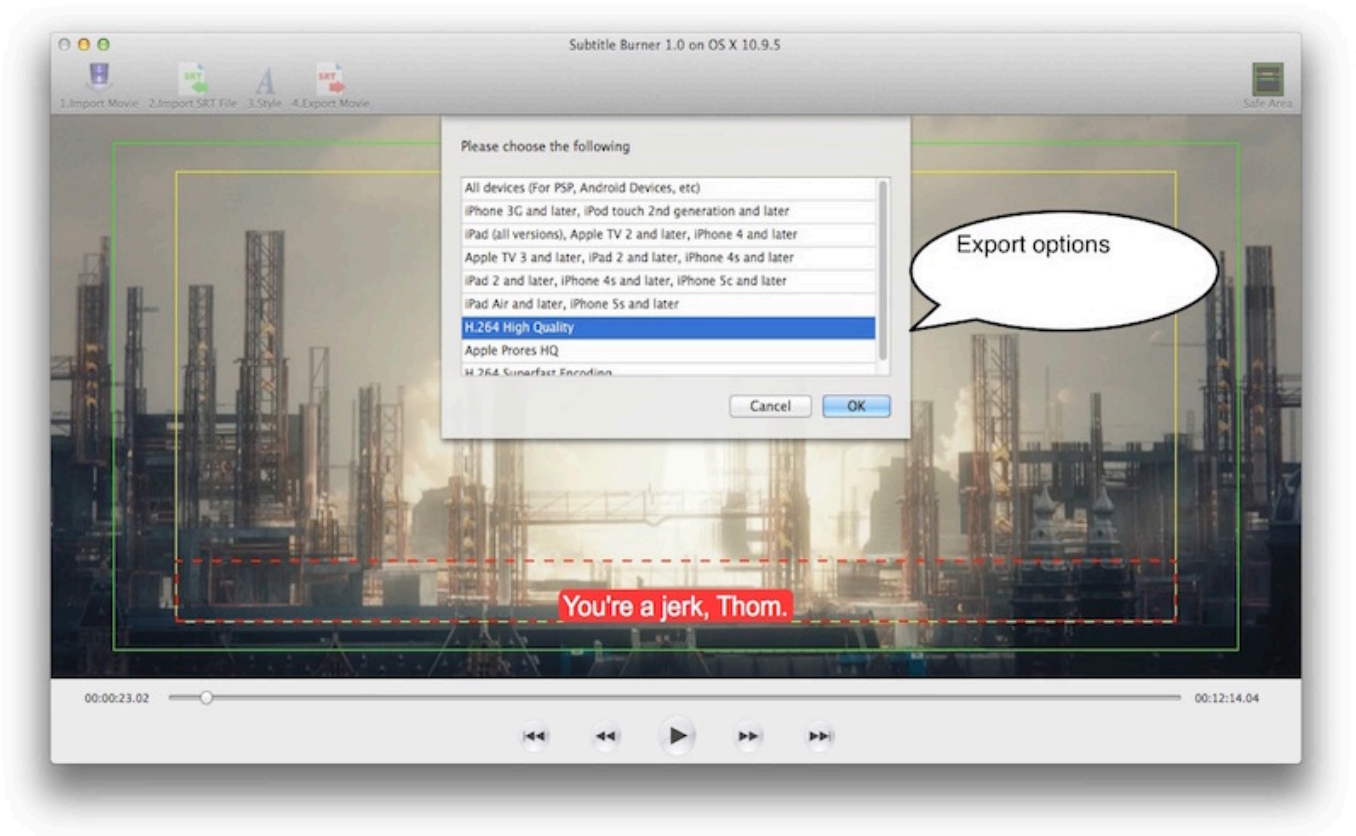 Subtitle Burner 1.0 on OS X 10.9.5
SRT
A
SRT
1.Import Movie 2.Import SRT File 3.Style 4.Export Movie
Safe Area
Please choose the following
All devices (For PSP, Android Devices, etc)
iPhone 3G and later, iPod touch 2nd generation and later
iPad (all versions), Apple TV 2 and later, iPhone 4 and later
Apple TV 3 and later, iPad 2 and later, iPhone 4s and later
iPad 2 and later, iPhone 4s and later, iPhone 5c and later
iPad Air and later, iPhone 5s and later
H.264 High Quality
Apple Prores HQ
H.264 Superfast Encoding
Cancel
OK
Export options
You're a jerk, Thom.
00:00:23.02
00:12:14.04